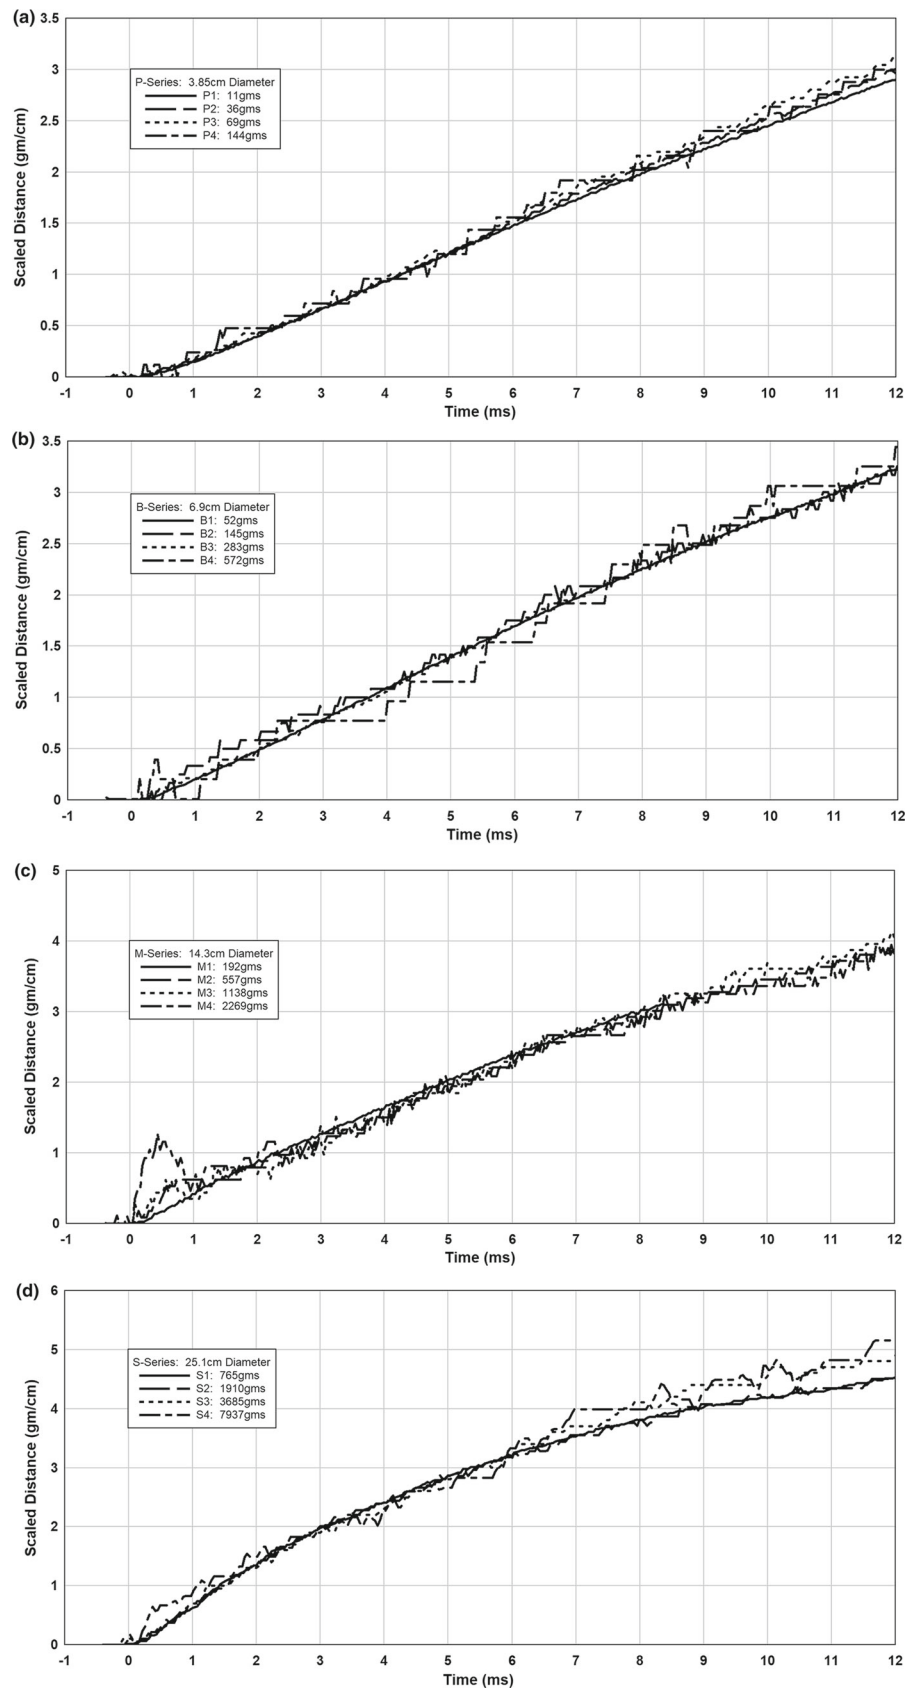 (a)
3.5
3
2.5
2
1.5
1
0.5
0
Scaled Distance (gm/cm)
P-Series: 3.85cm Diameter
P1: 11gms
P2: 36gms
P3: 69gms
P4: 144gms
-1 0 1 2 3 4 5 6 7 8 9 10 11 12
Time (ms)
(b)
3.5
3
2.5
2
1.5
1
0.5
0
Scaled Distance (gm/cm)
B-Series: 6.9cm Diameter
B1: 52gms
B2: 145gms
B3: 283gms
B4: 572gms
-1 0 1 2 3 4 5 6 7 8 9 10 11 12
Time (ms)
(c)
5
4
3
2
1
0
Scaled Distance (gm/cm)
M-Series: 14.3cm Diameter
M1: 192gms
M2: 557gms
M3: 1138gms
M4: 2269gms
-1 0 1 2 3 4 5 6 7 8 9 10 11 12
Time (ms)
(d)
6
5
4
3
2
1
0
Scaled Distance (gm/cm)
S-Series: 25.1cm Diameter
S1: 765gms
S2: 1910gms
S3: 3685gms
S4: 7937gms
-1 0 1 2 3 4 5 6 7 8 9 10 11 12
Time (ms)